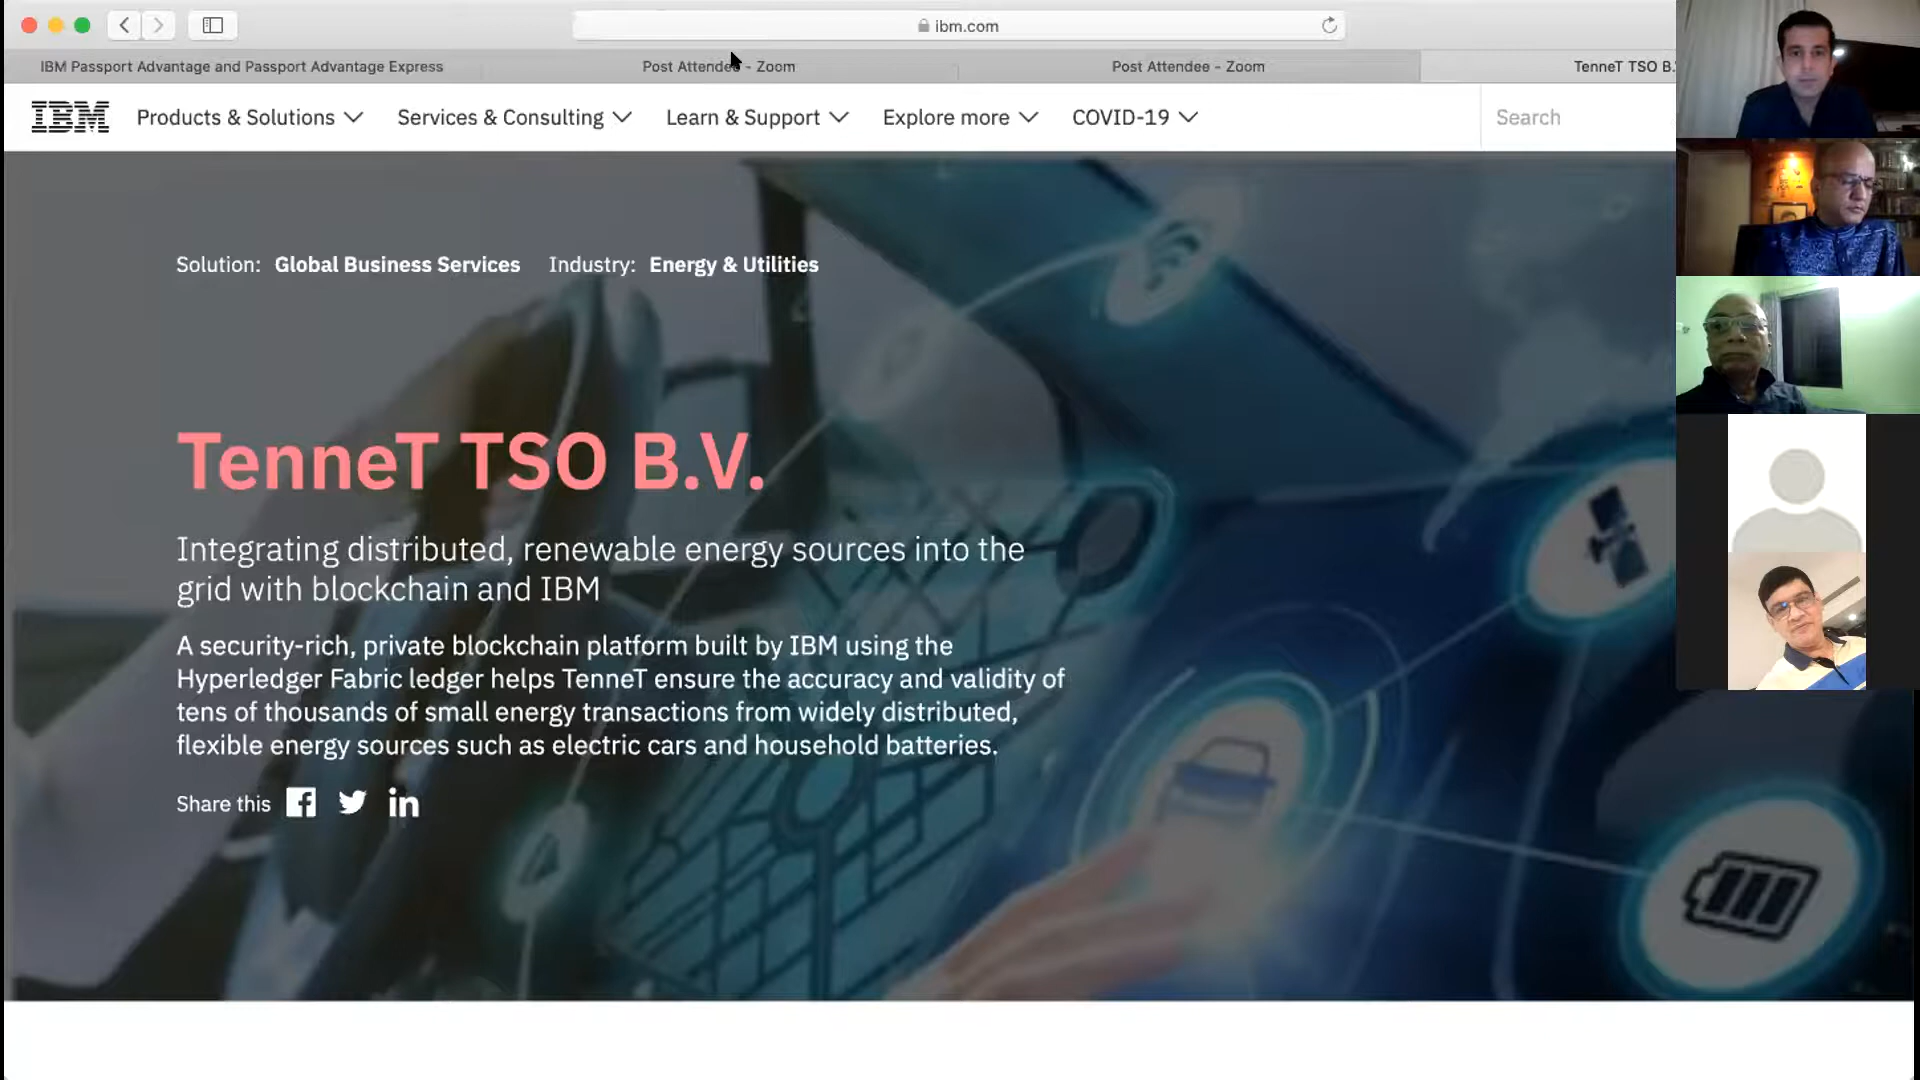 ibm.com
IBM Passport Advantage and Passport Advantage Express
Post Attendee - Zoom
Post Attendee - Zoom
TenneT TSO B.
IBM
Products & Solutions
Services & Consulting
Learn & Support
Explore more
COVID-19
Search
Solution: Global Business Services Industry: Energy & Utilities
TenneT TSO B.V.
Integrating distributed, renewable energy sources into the
grid with blockchain and IBM
A security-rich, private blockchain platform built by IBM using the
Hyperledger Fabric ledger helps TenneT ensure the accuracy and validity of
tens of thousands of small energy transactions from widely distributed,
flexible energy sources such as electric cars and household batteries.
Share this